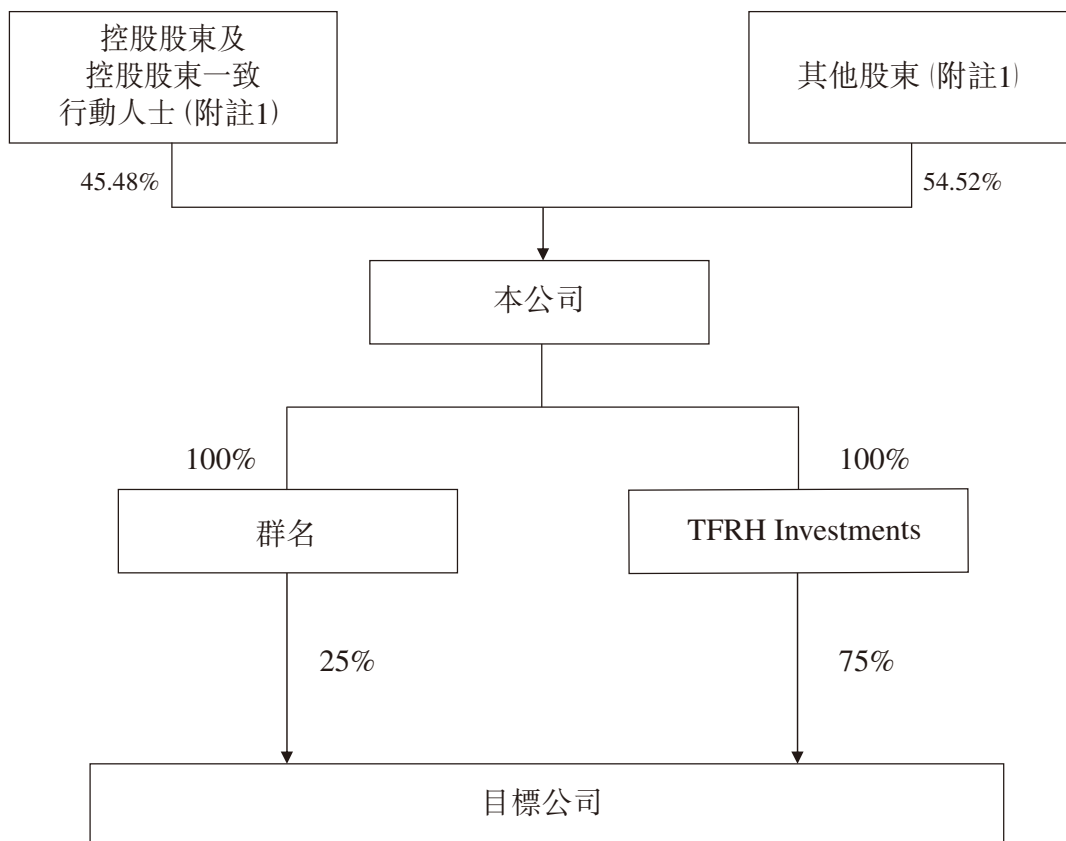 控股股東及
控股股東一致
行動人士 (附註1)
其他股東 (附註1)
45.48%
54.52%
本公司
100%
100%
群名
TFRH Investments
25%
75%
目標公司